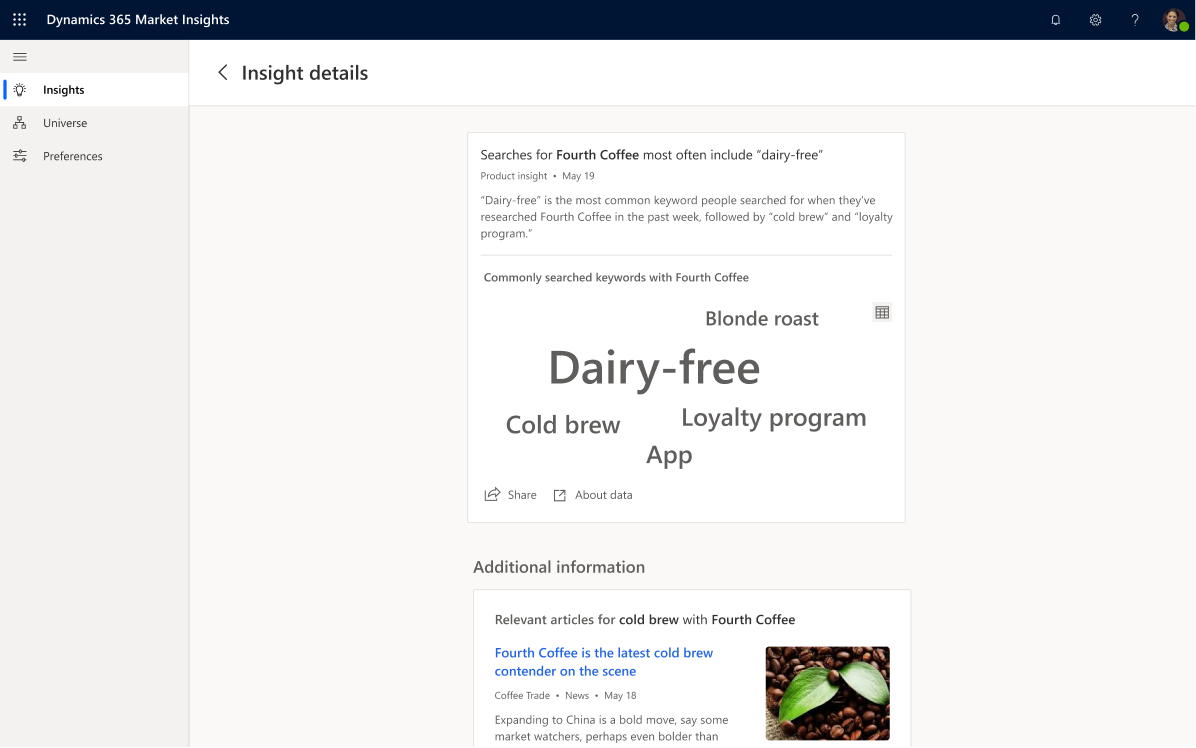 Dynamics 365 Market Insights
?
Insights
Universe
Preferences
Insight details
Searches for Fourth Coffee most often include “dairy-free”
Product insight • May 19
“Dairy-free” is the most common keyword people searched for when they’ve
researched Fourth Coffee in the past week, followed by “cold brew” and “loyalty
program.”
Commonly searched keywords with Fourth Coffee
Blonde roast
Dairy-free
Cold brew
Loyalty program
App
Share
About data
Additional information
Relevant articles for cold brew with Fourth Coffee
Fourth Coffee is the latest cold brew
contender on the scene
Coffee Trade • News • May 18
Expanding to China is a bold move, say some
market watchers, perhaps even bolder than